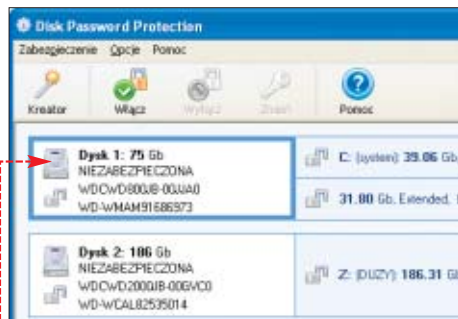 Disk Password Protection
Zabezpieczenie Opcje Pomoc
Kreator Włącz Wyłącz Zmień Pomoc
Dysk 1: 75 Gb
NIEZABEZPIECZONA
WDCWD800JB-00JJA0
WD-WMAM91686973
C: (system) 39.06 Gb,
31.80 Gb, Extended,
Dysk 2: 186 Gb
NIEZABEZPIECZONA
WDCWD2000JB-00GVC0
WD-WCAL82535014
Z: (DUZY) 186.31 Gb